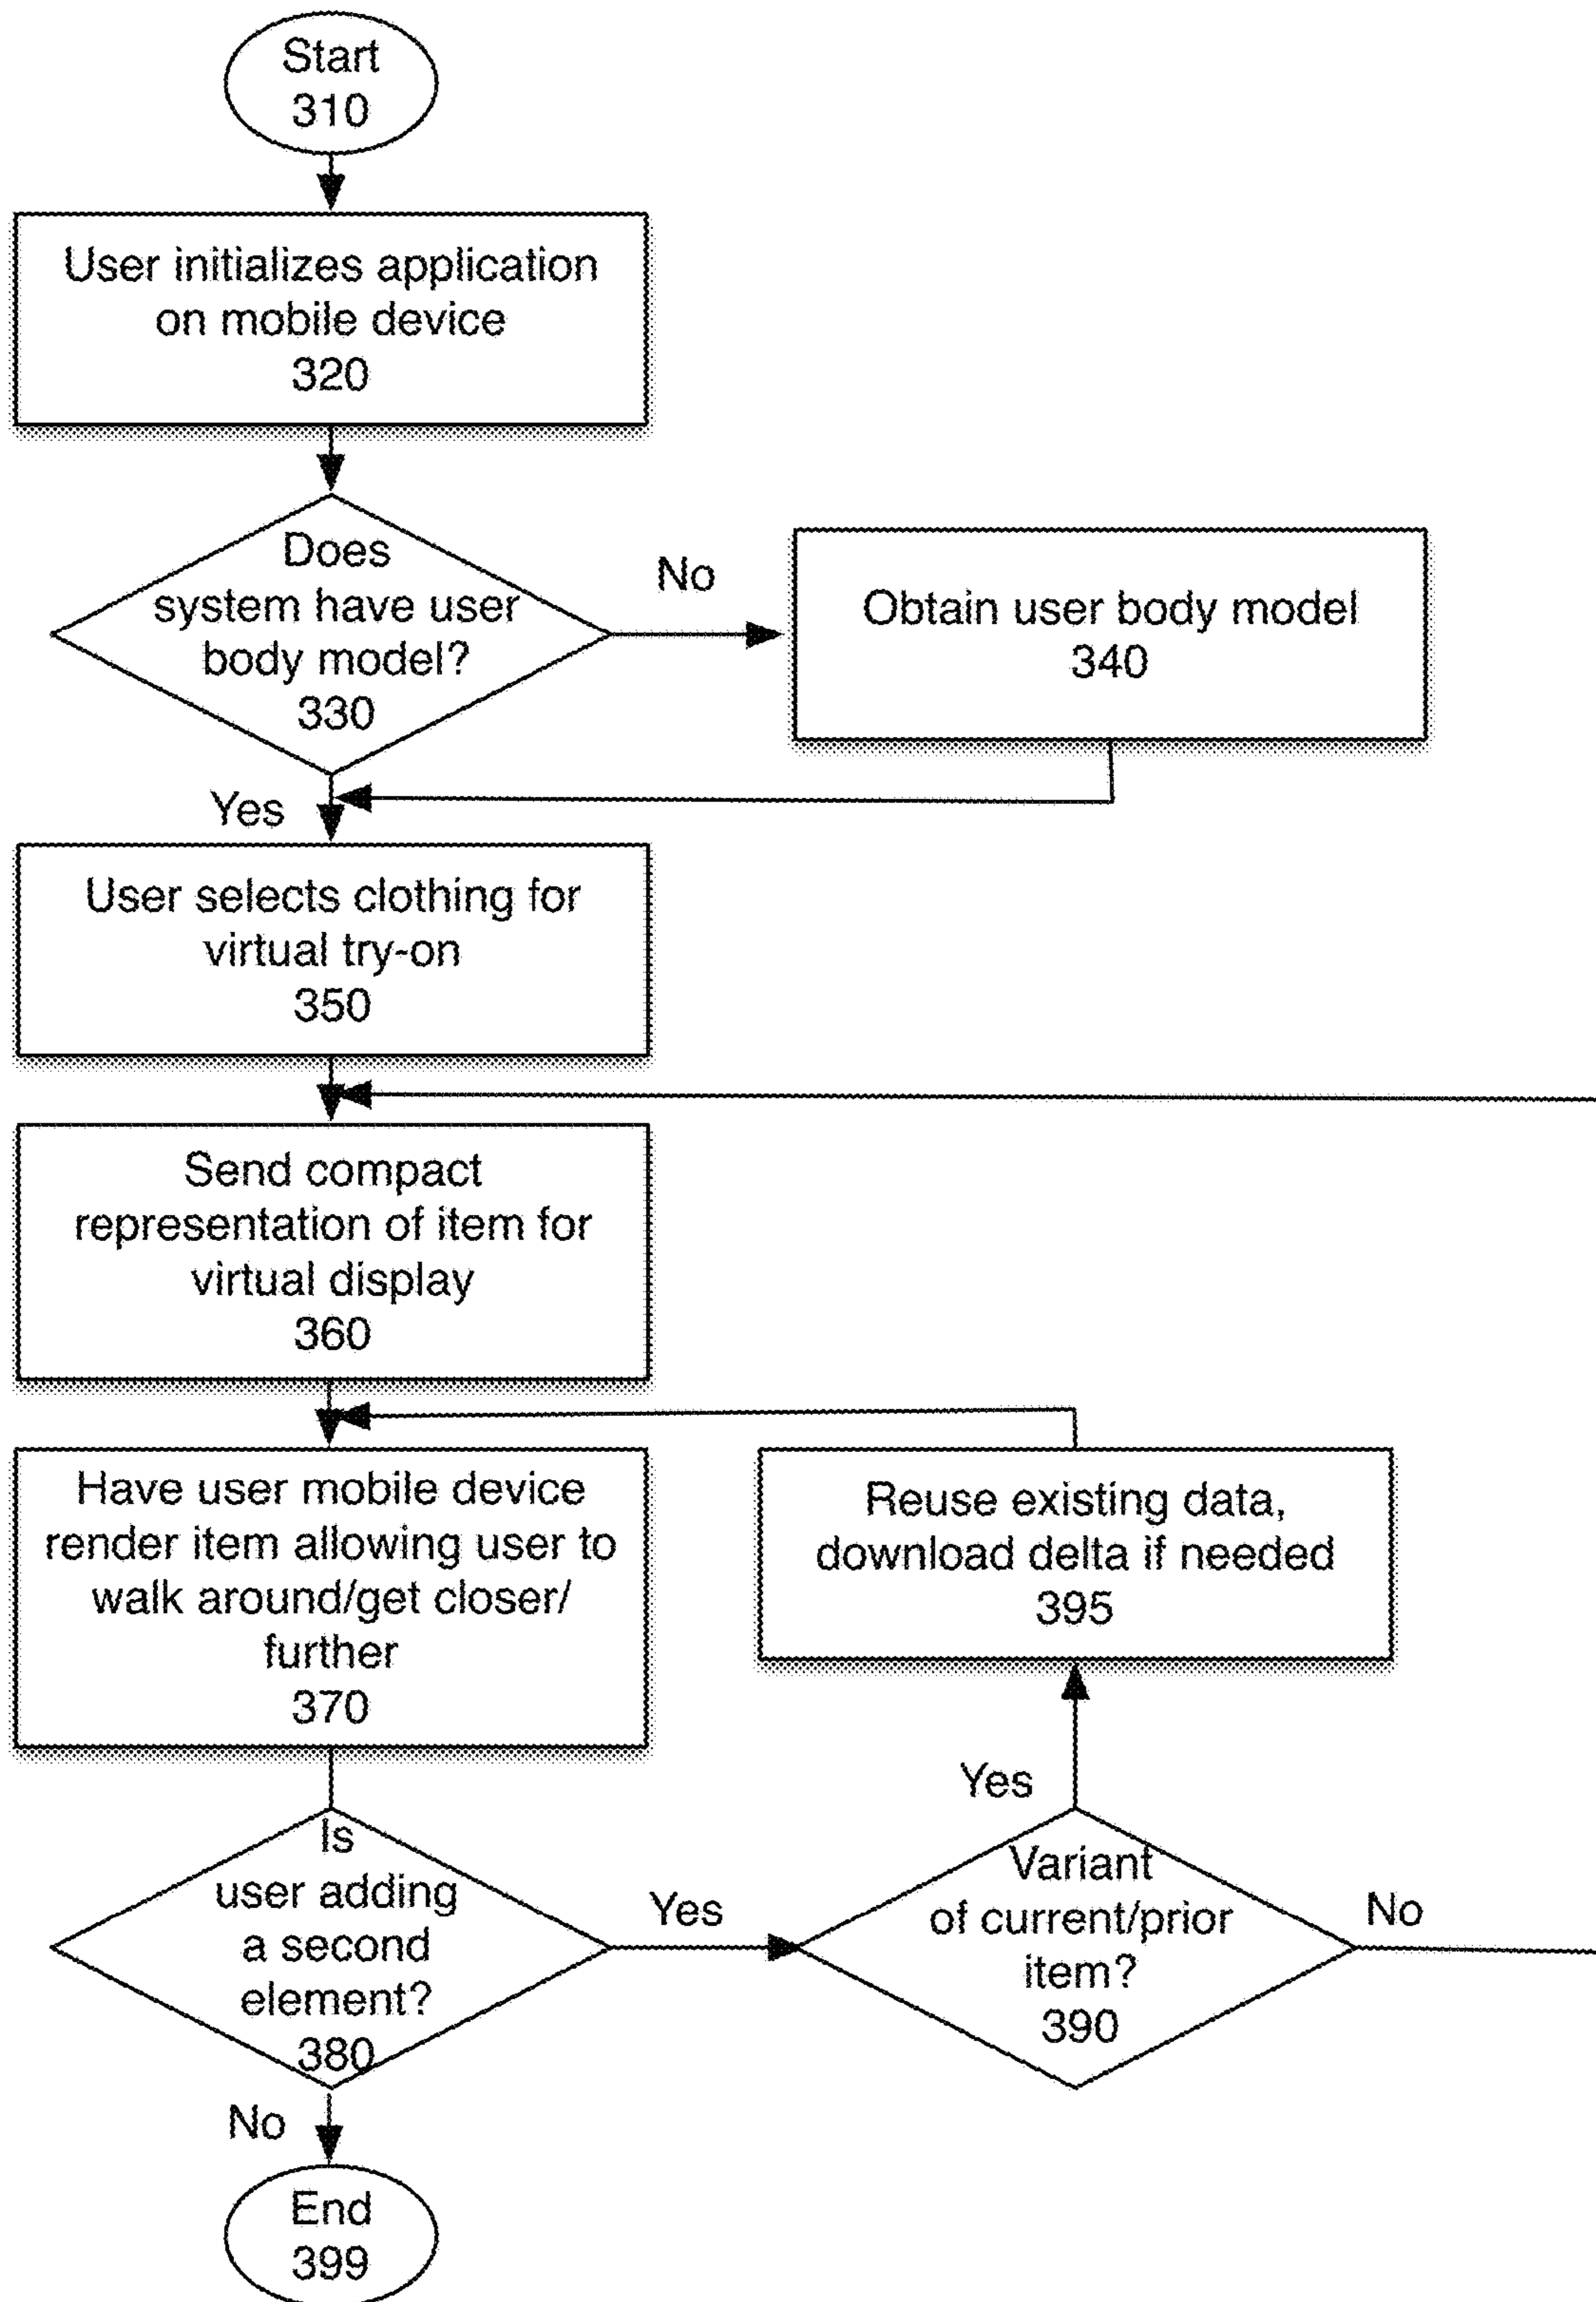 Start
310
User initializes application
on mobile device
320
Does
system have user
body model?
330
No
Obtain user body model
340
Yes
User selects clothing for
virtual try-on
350
Send compact
representation of item for
virtual display
360
Have user mobile device
render item allowing user to
walk around/get closer/
further
370
Reuse existing data,
download delta if needed
395
Yes
Is
user adding
a second
element?
380
Yes
Variant
of current/prior
item?
390
No
No
End
399